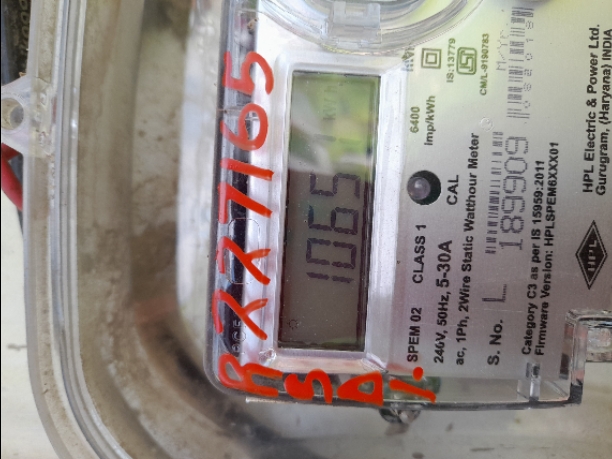 R227165
SD1.
1065
6400
Imp/kWh
IS:13779
CM/L-9190783
CAL
SPEM 02 CLASS 1
240V, 50Hz, 5-30A
ac, 1Ph, 2Wire Static Watthour Meter
S. No. L 189909
Category C3 as per IS 15959:2011
Firmware Version: HPLSPEM6XXX01
HPL
HPL Electric & Power Ltd.
Gurugram, (Haryana) INDIA